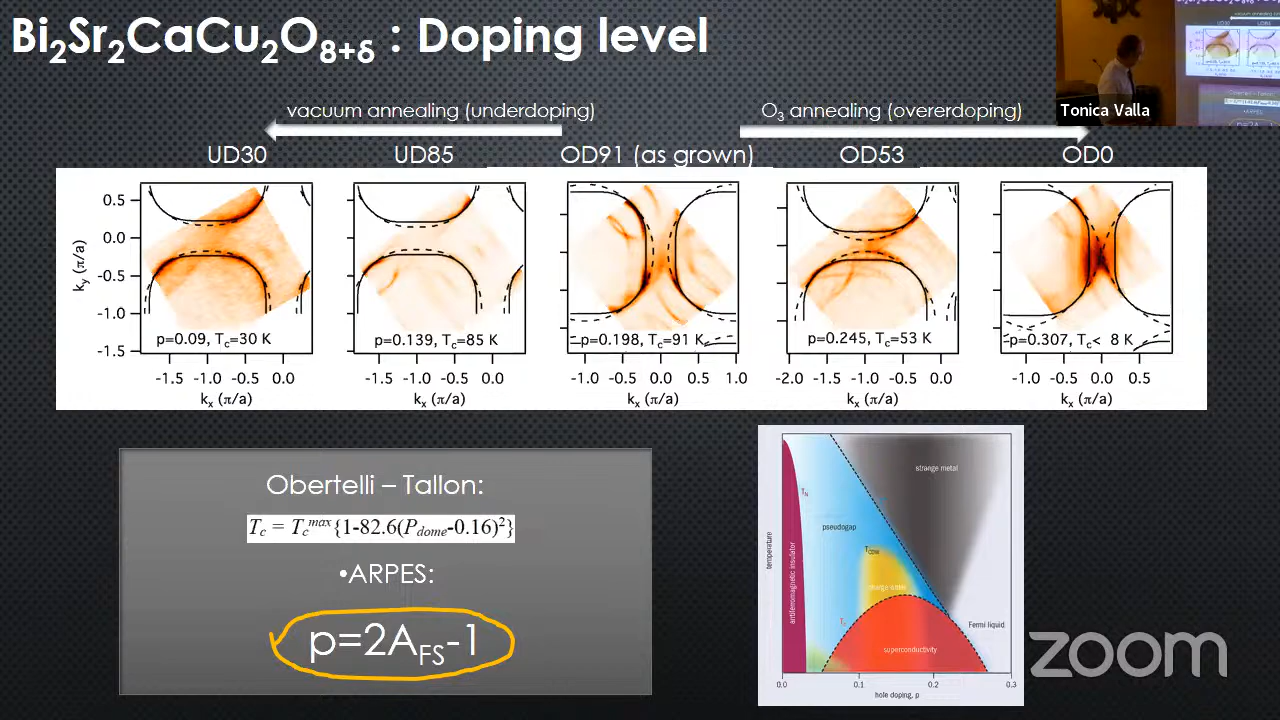 Bi₂Sr₂CaCu₂O₈₊δ : Doping level
Tonica Valla
vacuum annealing (underdoping)
O₃ annealing (overerdoping)
UD30
UD85
OD91 (as grown)
OD53
OD0
0.5
0.0
-0.5
-1.0
-1.5
k_y (π/a)
p=0.09, T_c=30 K
p=0.139, T_c=85 K
p=0.198, T_c=91 K
p=0.245, T_c=53 K
p=0.307, T_c< 8 K
-1.5 -1.0 -0.5 0.0
-1.5 -1.0 -0.5 0.0
-1.0 -0.5 0.0 0.5 1.0
-2.0 -1.5 -1.0 -0.5 0.0
-1.0 -0.5 0.0 0.5
k_x (π/a)
k_x (π/a)
k_x (π/a)
k_x (π/a)
k_x (π/a)
Obertelli – Tallon:
T_c = T_c^max{1-82.6(P_dome-0.16)²}
•ARPES:
p=2A_FS-1
temperature
antiferromagnetic insulator
T_N
pseudogap
strange metal
T_CDW
charge order
T_c
superconductivity
Fermi liquid
0.0 0.1 0.2 0.3
hole doping, p
zoom